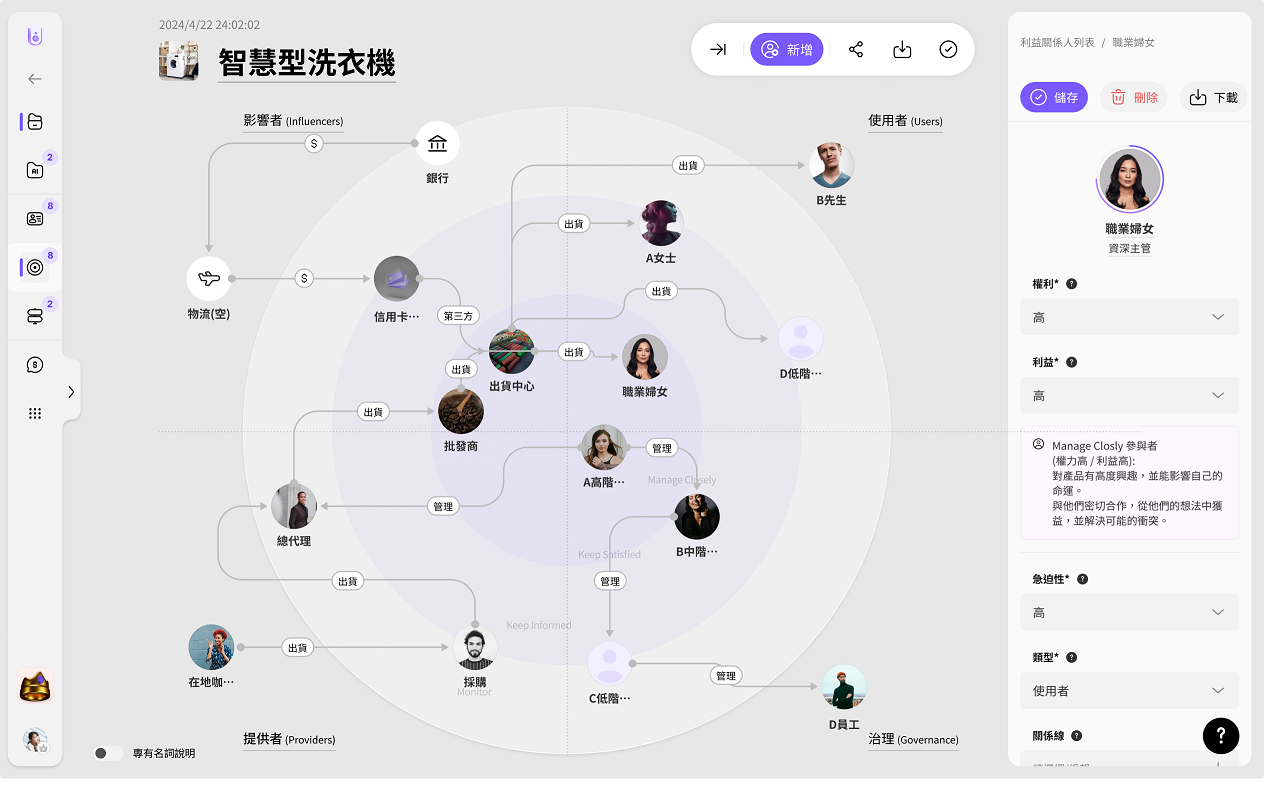 2024/4/22 24:02:02
智慧型洗衣機
新增
影響者 (Influencers)
使用者 (Users)
$
銀行
出貨
B先生
出貨
A女士
物流(空)
$
信用卡…
第三方
出貨
出貨中心
出貨
職業婦女
D低階…
出貨
批發商
出貨
A高階…
管理
Manage Closely
總代理
管理
B中階…
Keep Satisfied
出貨
管理
Keep Informed
在地咖…
出貨
採購
Monitor
C低階…
管理
D員工
提供者 (Providers)
治理 (Governance)
專有名詞說明
2
8
8
2
AI
$
利益關係人列表 / 職業婦女
儲存
刪除
下載
職業婦女
資深主管
權利* ?
高
利益* ?
高
Manage Closly 參與者
(權力高 / 利益高):
對產品有高度興趣，並能影響自己的
命運。
與他們密切合作，從他們的想法中獲
益，並解決可能的衝突。
急迫性* ?
高
類型* ?
使用者
關係線 ?
?